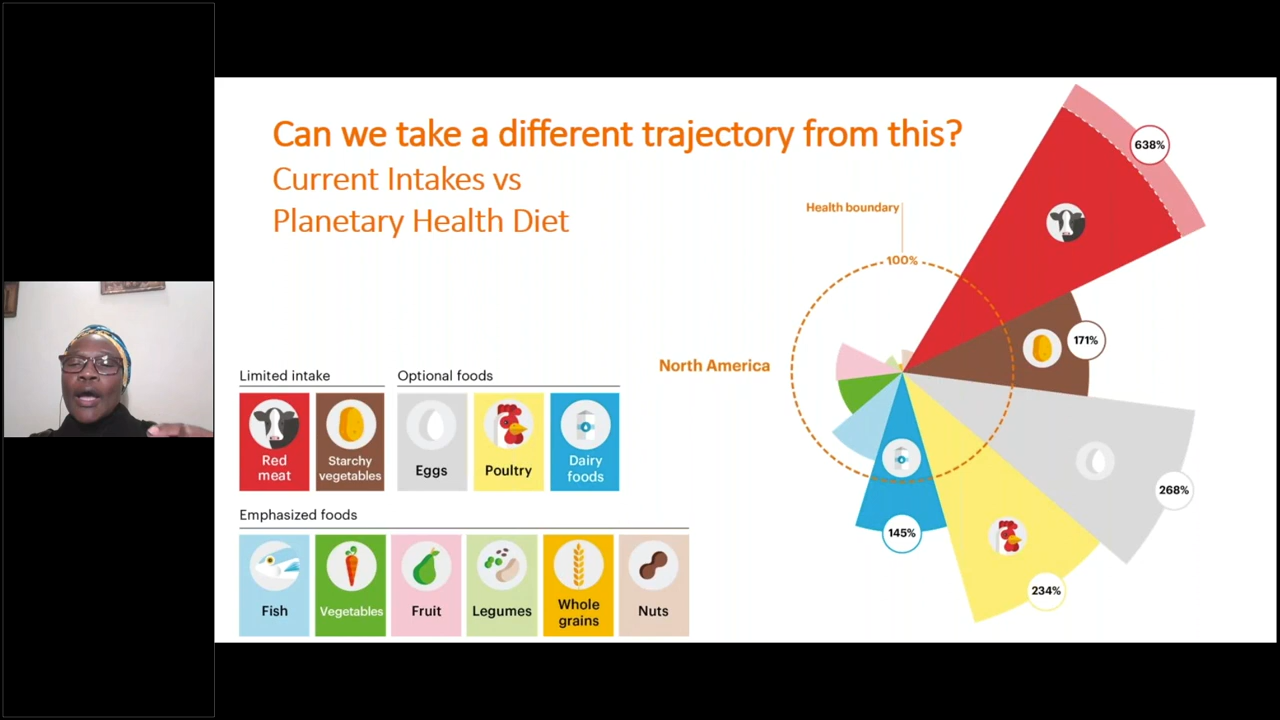 Can we take a different trajectory from this?
Current Intakes vs
Planetary Health Diet
Health boundary
100%
North America
638%
171%
268%
234%
145%
Limited intake
Optional foods
Red
meat
Starchy
vegetables
Eggs
Poultry
Dairy
foods
Emphasized foods
Fish
Vegetables
Fruit
Legumes
Whole
grains
Nuts